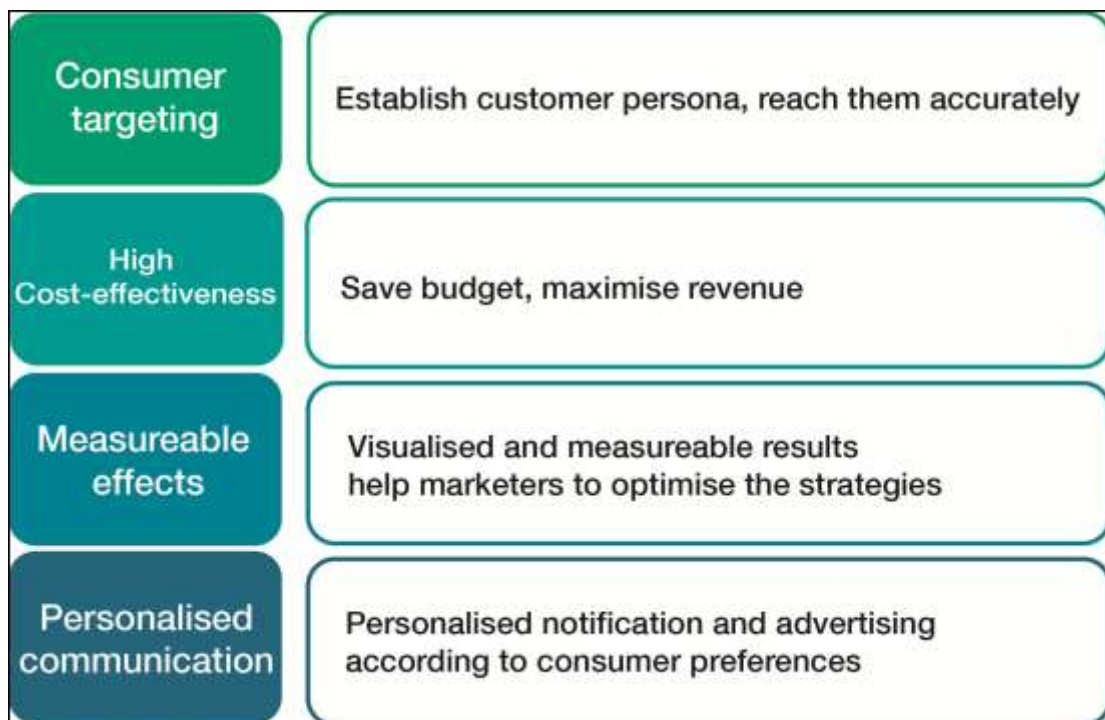 Consumer
targeting
Establish customer persona, reach them accurately
High
Cost-effectiveness
Save budget, maximise revenue
Measureable
effects
Visualised and measureable results
help marketers to optimise the strategies
Personalised
communication
Personalised notification and advertising
according to consumer preferences